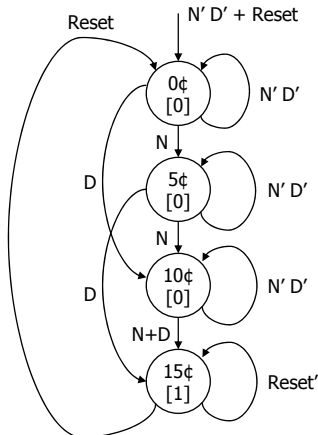 Reset
N′ D′ + Reset
0¢
[0]
N′ D′
N
D
5¢
[0]
N′ D′
N
D
10¢
[0]
N′ D′
N+D
15¢
[1]
Reset′